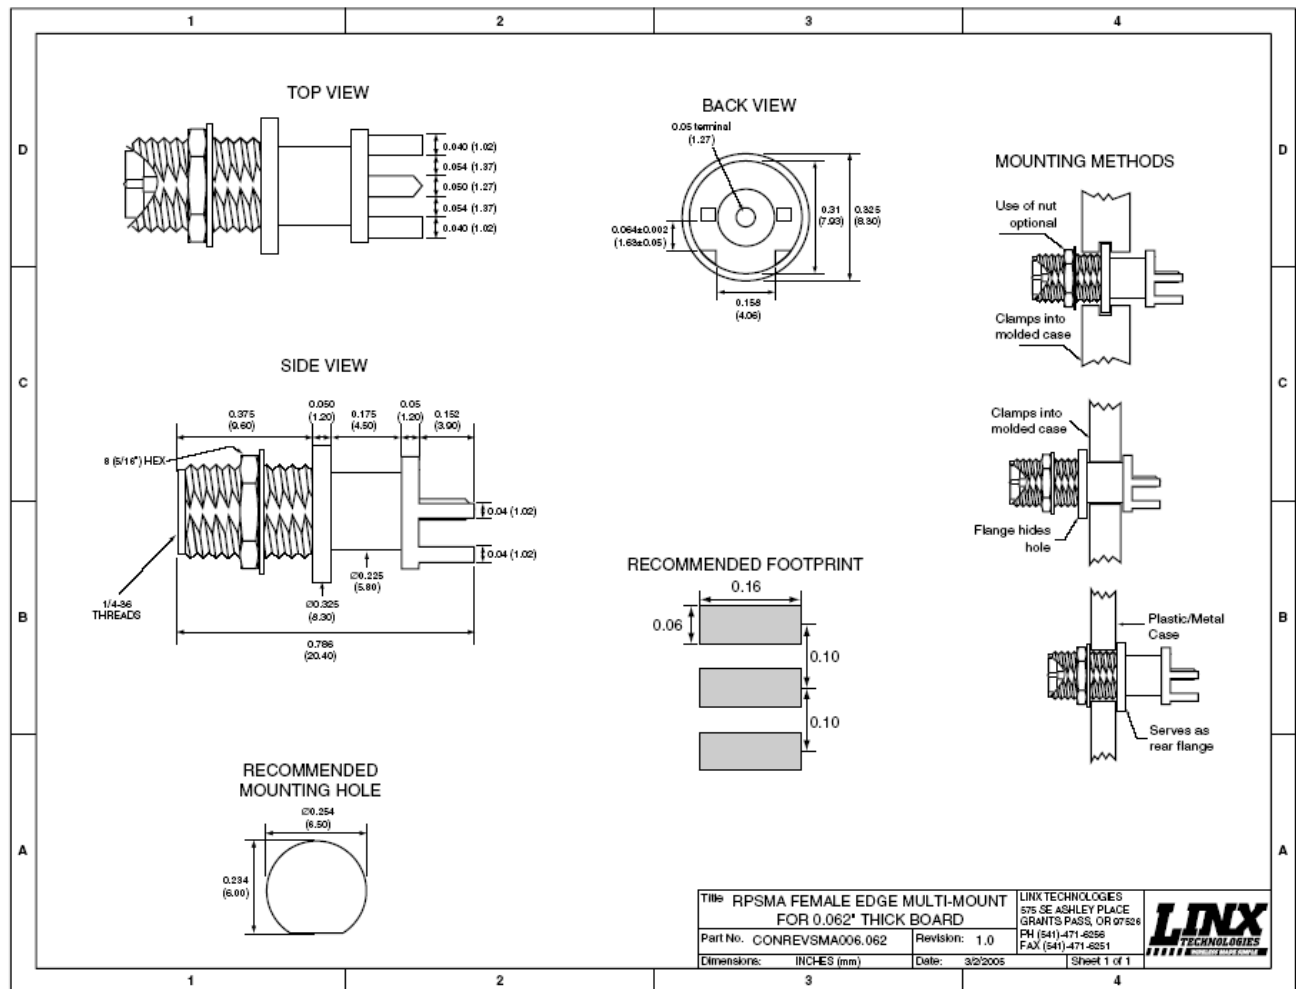 1
2
3
4
D
D
C
C
B
B
A
A
TOP VIEW
0.040 (1.02)
0.054 (1.37)
0.050 (1.27)
0.054 (1.37)
0.040 (1.02)
BACK VIEW
0.05 terminal
(1.27)
0.31
(7.93)
0.325
(8.30)
0.064±0.002
(1.63±0.05)
0.158
(4.06)
MOUNTING METHODS
Use of nut
optional
Clamps into
molded case
Clamps into
molded case
Flange hides
hole
Plastic/Metal
Case
Serves as
rear flange
SIDE VIEW
0.375
(9.60)
0.050
(1.20)
0.175
(4.50)
0.05
(1.20)
0.152
(3.90)
8 (5/16") HEX
0.04 (1.02)
0.04 (1.02)
1/4-36
THREADS
Ø0.325
(8.30)
Ø0.225
(5.80)
0.786
(20.40)
RECOMMENDED FOOTPRINT
0.16
0.06
0.10
0.10
RECOMMENDED
MOUNTING HOLE
Ø0.254
(6.50)
0.234
(6.00)
Title RPSMA FEMALE EDGE MULTI-MOUNT
FOR 0.062" THICK BOARD
Part No. CONREVSMA006.062
Revision: 1.0
Dimensions: INCHES (mm)
Date: 3/2/2005
Sheet 1 of 1
LINX TECHNOLOGIES
575 SE ASHLEY PLACE
GRANTS PASS, OR 97526
PH (541)-471-6256
FAX (541)-471-6251
LINX
TECHNOLOGIES
WIRELESS MADE SIMPLE
1
2
3
4